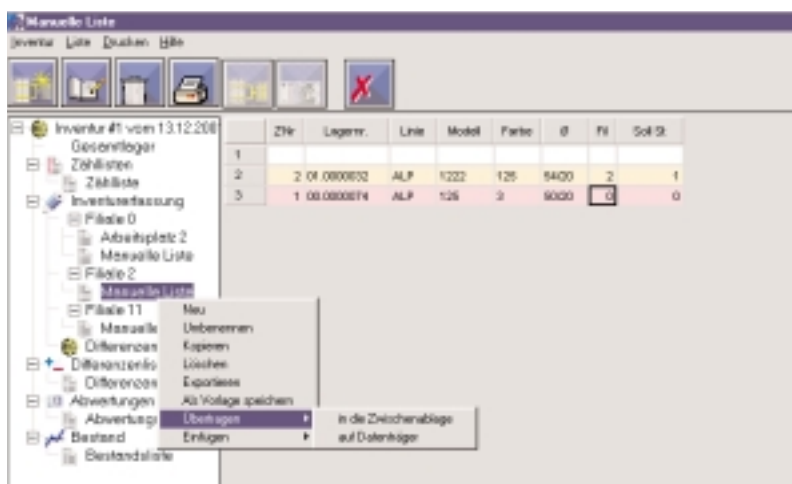 Manuelle Liste
Inventur Liste Drucken Hilfe
Inventur #1 vom 13.12.200
Gesamtlager
Zähllisten
Zählliste
Inventurerfassung
Filiale 0
Arbeitsplatz 2
Manuelle Liste
Filiale 2
Manuelle Liste
Filiale 11
Manuelle
Differenzen
Differenzenlis
Differenzen
Abwertungen
Abwertungs
Bestand
Bestandsliste
ZNr Lagernr. Linie Modell Farbe Ø Fil Soll St.
1
2 2 01.0000032 ALP 1222 125 54/20 2 1
3 1 00.0000074 ALP 125 3 50/20 0 0
Neu
Umbenennen
Kopieren
Löschen
Exportieren
Als Vorlage speichern
Übertragen
Einfügen
in die Zwischenablage
auf Datenträger